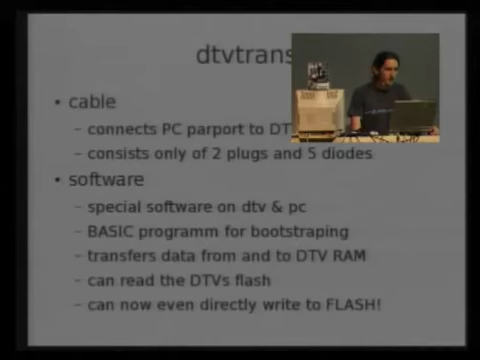 dtvtrans
• cable
– connects PC parport to DT
– consists only of 2 plugs and 5 diodes
• software
– special software on dtv & pc
– BASIC programm for bootstraping
– transfers data from and to DTV RAM
– can read the DTVs flash
– can now even directly write to FLASH!